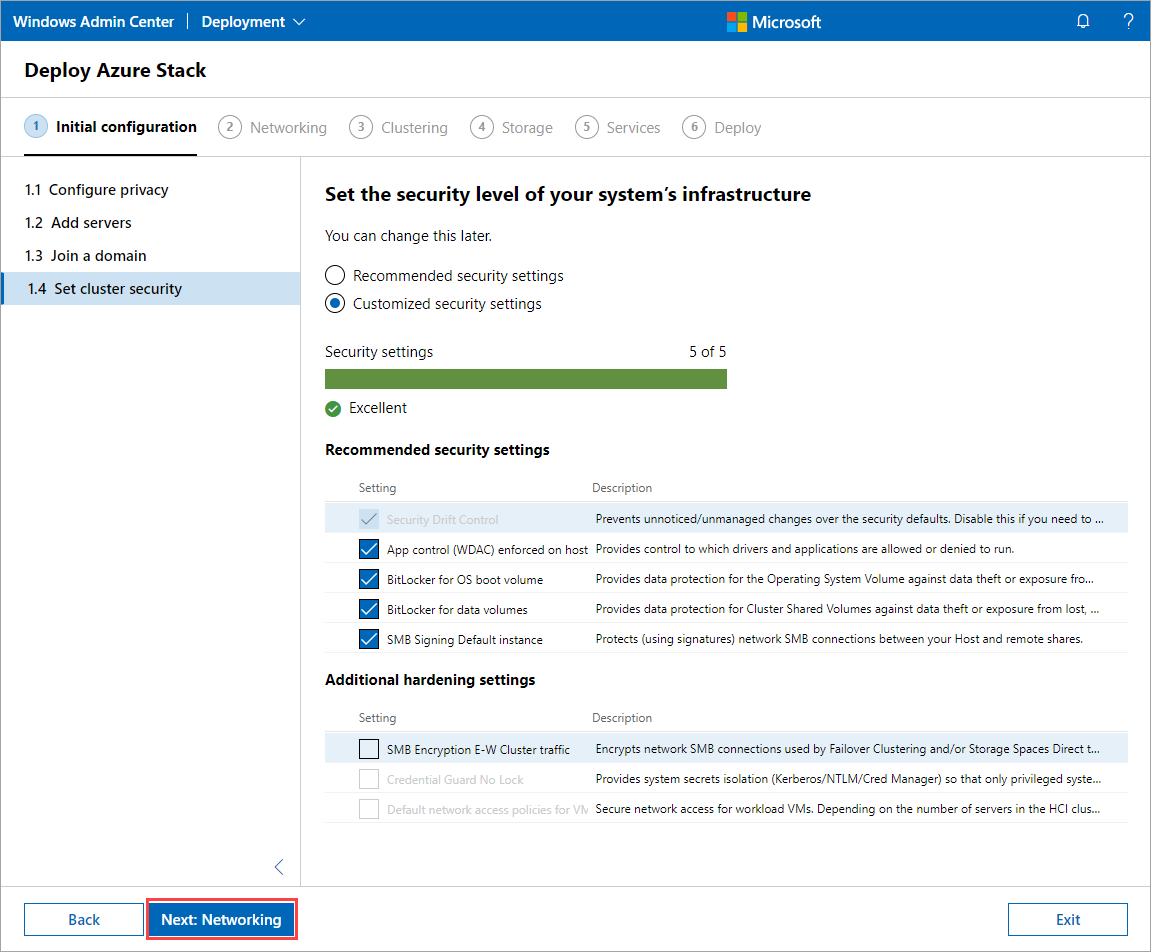 Windows Admin Center | Deployment Microsoft ?
Deploy Azure Stack
1 Initial configuration 2 Networking 3 Clustering 4 Storage 5 Services 6 Deploy
1.1 Configure privacy
1.2 Add servers
1.3 Join a domain
1.4 Set cluster security
Set the security level of your system’s infrastructure
You can change this later.
Recommended security settings
Customized security settings
Security settings 5 of 5
Excellent
Recommended security settings
Setting Description
Security Drift Control Prevents unnoticed/unmanaged changes over the security defaults. Disable this if you need to ...
App control (WDAC) enforced on host Provides control to which drivers and applications are allowed or denied to run.
BitLocker for OS boot volume Provides data protection for the Operating System Volume against data theft or exposure fro...
BitLocker for data volumes Provides data protection for Cluster Shared Volumes against data theft or exposure from lost, ...
SMB Signing Default instance Protects (using signatures) network SMB connections between your Host and remote shares.
Additional hardening settings
Setting Description
SMB Encryption E-W Cluster traffic Encrypts network SMB connections used by Failover Clustering and/or Storage Spaces Direct t...
Credential Guard No Lock Provides system secrets isolation (Kerberos/NTLM/Cred Manager) so that only privileged syste...
Default network access policies for VM Secure network access for workload VMs. Depending on the number of servers in the HCI clus...
Back Next: Networking Exit